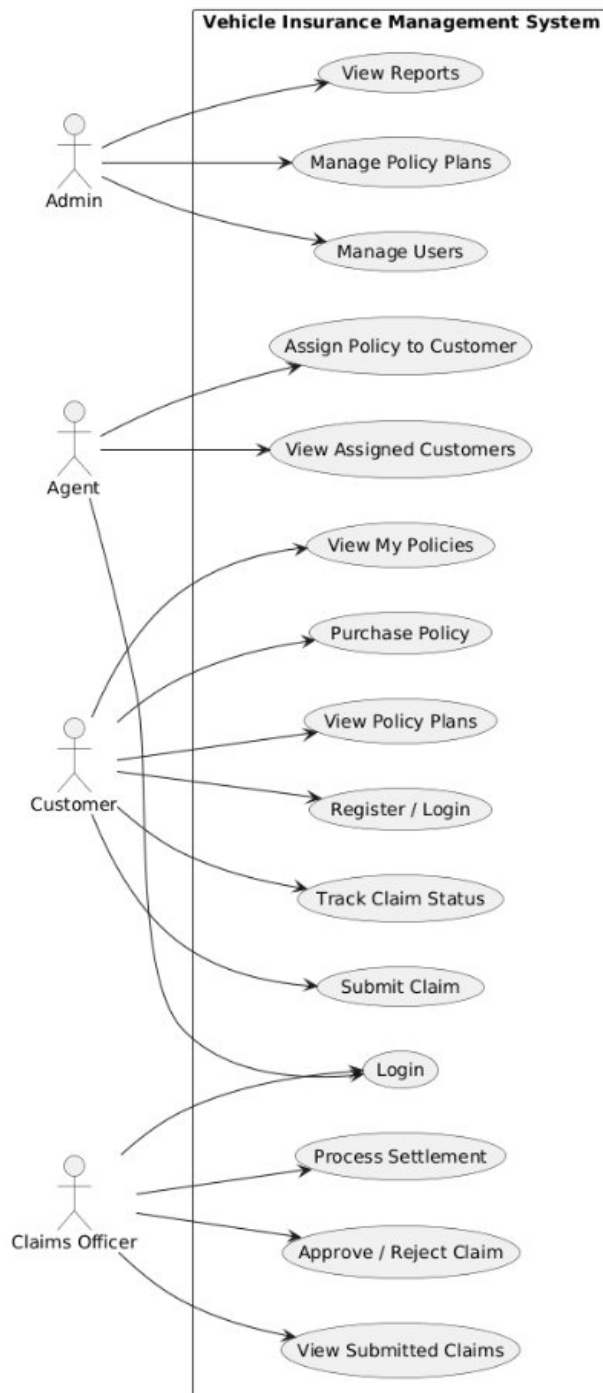 Vehicle Insurance Management System
View Reports
Manage Policy Plans
Admin
Manage Users
Assign Policy to Customer
View Assigned Customers
Agent
View My Policies
Purchase Policy
View Policy Plans
Customer
Register / Login
Track Claim Status
Submit Claim
Login
Process Settlement
Claims Officer
Approve / Reject Claim
View Submitted Claims